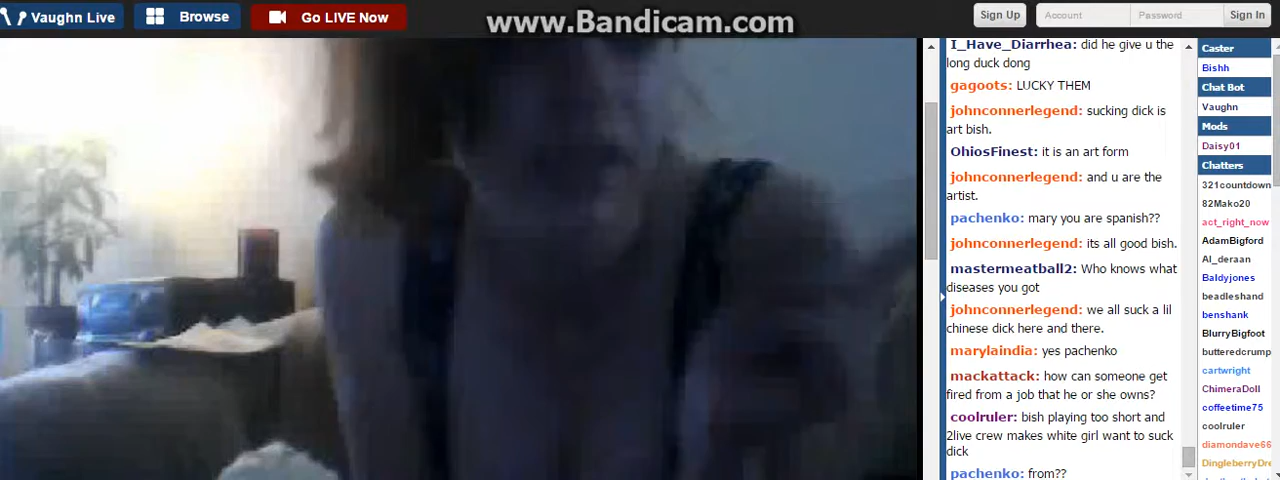 Vaughn Live Browse Go LIVE Now www.Bandicam.com Sign Up Account Password Sign In
I_Have_Diarrhea: did he give u the
long duck dong
gagoots: LUCKY THEM
johnconnerlegend: sucking dick is
art bish.
OhiosFinest: it is an art form
johnconnerlegend: and u are the
artist.
pachenko: mary you are spanish??
johnconnerlegend: its all good bish.
mastermeatball2: Who knows what
diseases you got
johnconnerlegend: we all suck a lil
chinese dick here and there.
marylaindia: yes pachenko
mackattack: how can someone get
fired from a job that he or she owns?
coolruler: bish playing too short and
2live crew makes white girl want to suck
dick
pachenko: from??
Caster
Bishh
Chat Bot
Vaughn
Mods
Daisy01
Chatters
321countdown
82Mako20
act_right_now
AdamBigford
Al_deraan
Baldyjones
beadleshand
benshank
BlurryBigfoot
butteredcrump
cartwright
ChimeraDoll
coffeetime75
coolruler
diamondave66
DingleberryDre